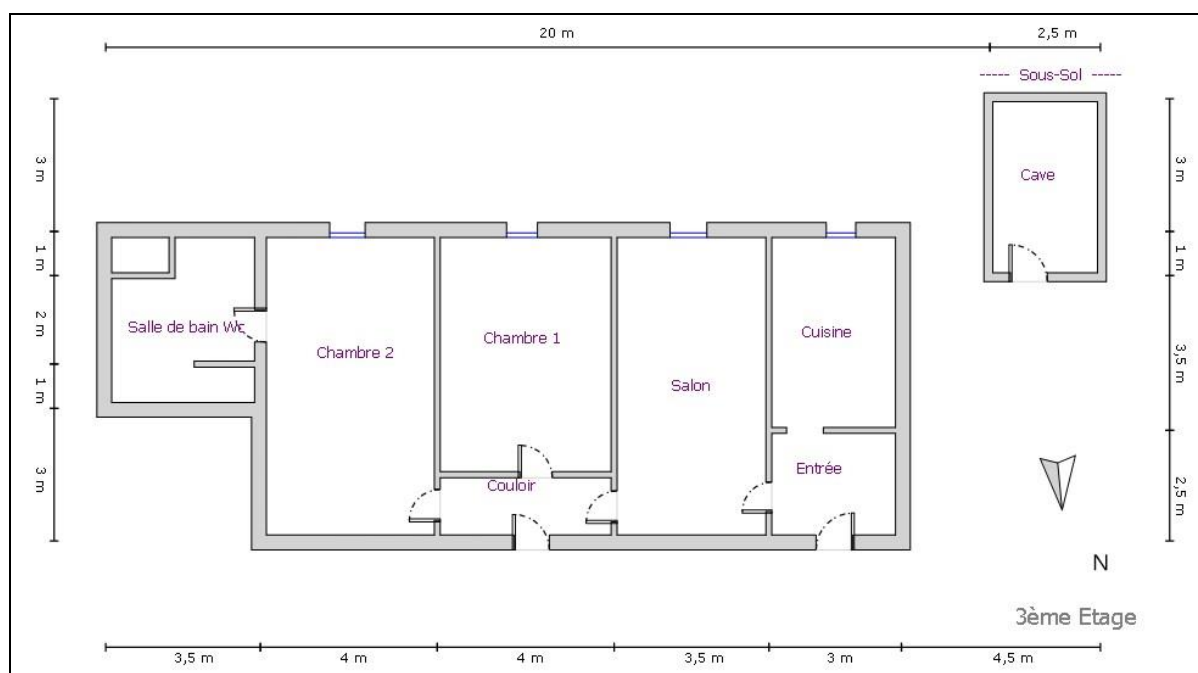 20 m
2,5 m
Sous-Sol
3 m
1 m
2 m
1 m
3 m
Cave
3 m
1 m
3,5 m
2,5 m
Salle de bain Wc
Chambre 2
Chambre 1
Salon
Cuisine
Entrée
Couloir
N
3ème Etage
3,5 m
4 m
4 m
3,5 m
3 m
4,5 m